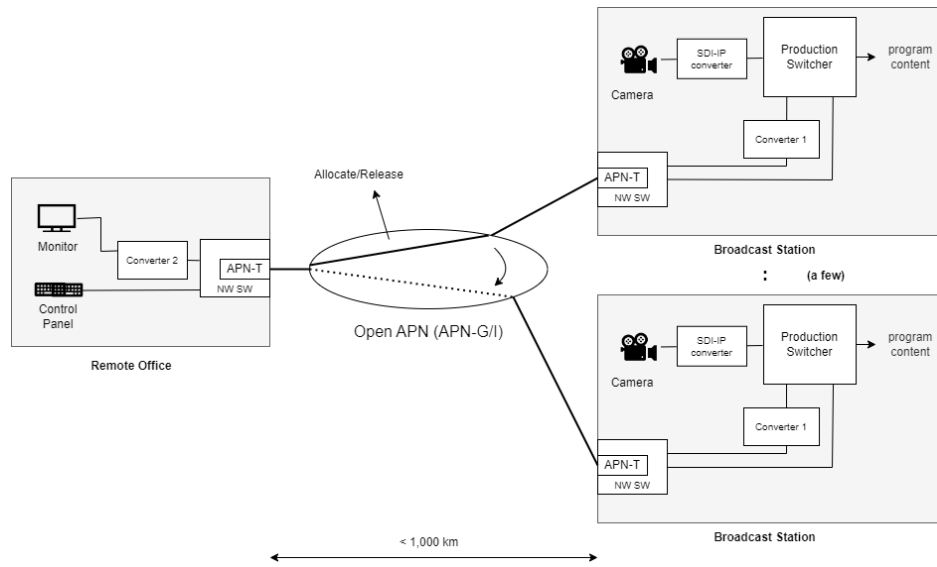 SDI-IP
converter
Production
Switcher
program
content
Camera
Converter 1
APN-T
NW SW
Broadcast Station
Allocate/Release
Monitor
Converter 2
APN-T
NW SW
Control
Panel
Remote Office
Open APN (APN-G/I)
: (a few)
SDI-IP
converter
Production
Switcher
program
content
Camera
Converter 1
APN-T
NW SW
Broadcast Station
< 1,000 km